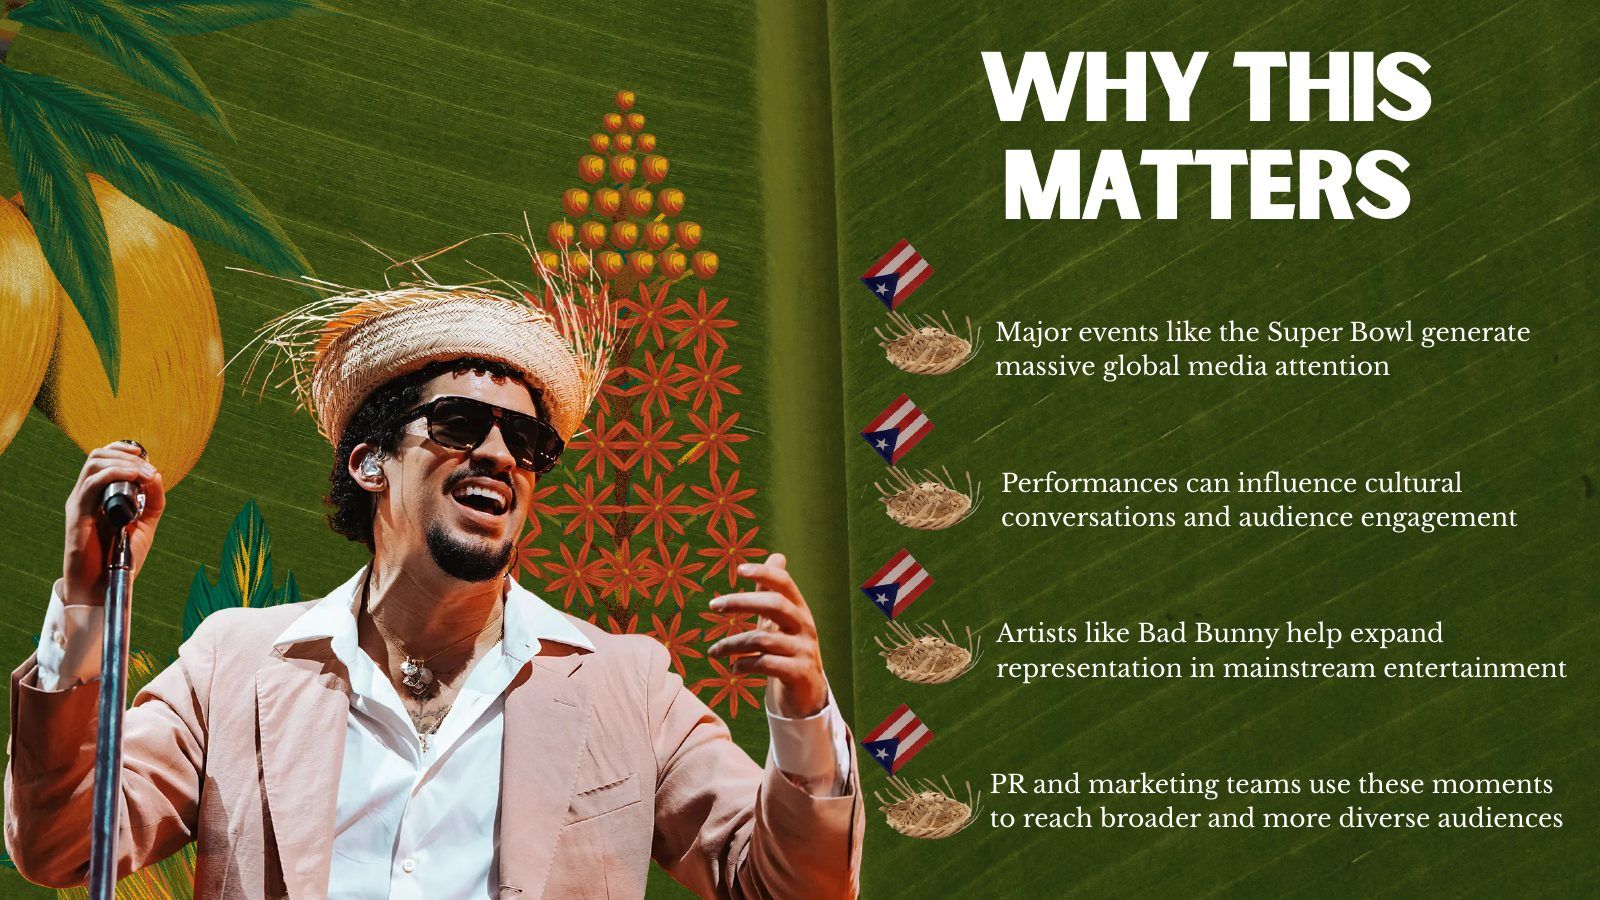 WHY THIS
MATTERS
Major events like the Super Bowl generate
massive global media attention
Performances can influence cultural
conversations and audience engagement
Artists like Bad Bunny help expand
representation in mainstream entertainment
PR and marketing teams use these moments
to reach broader and more diverse audiences